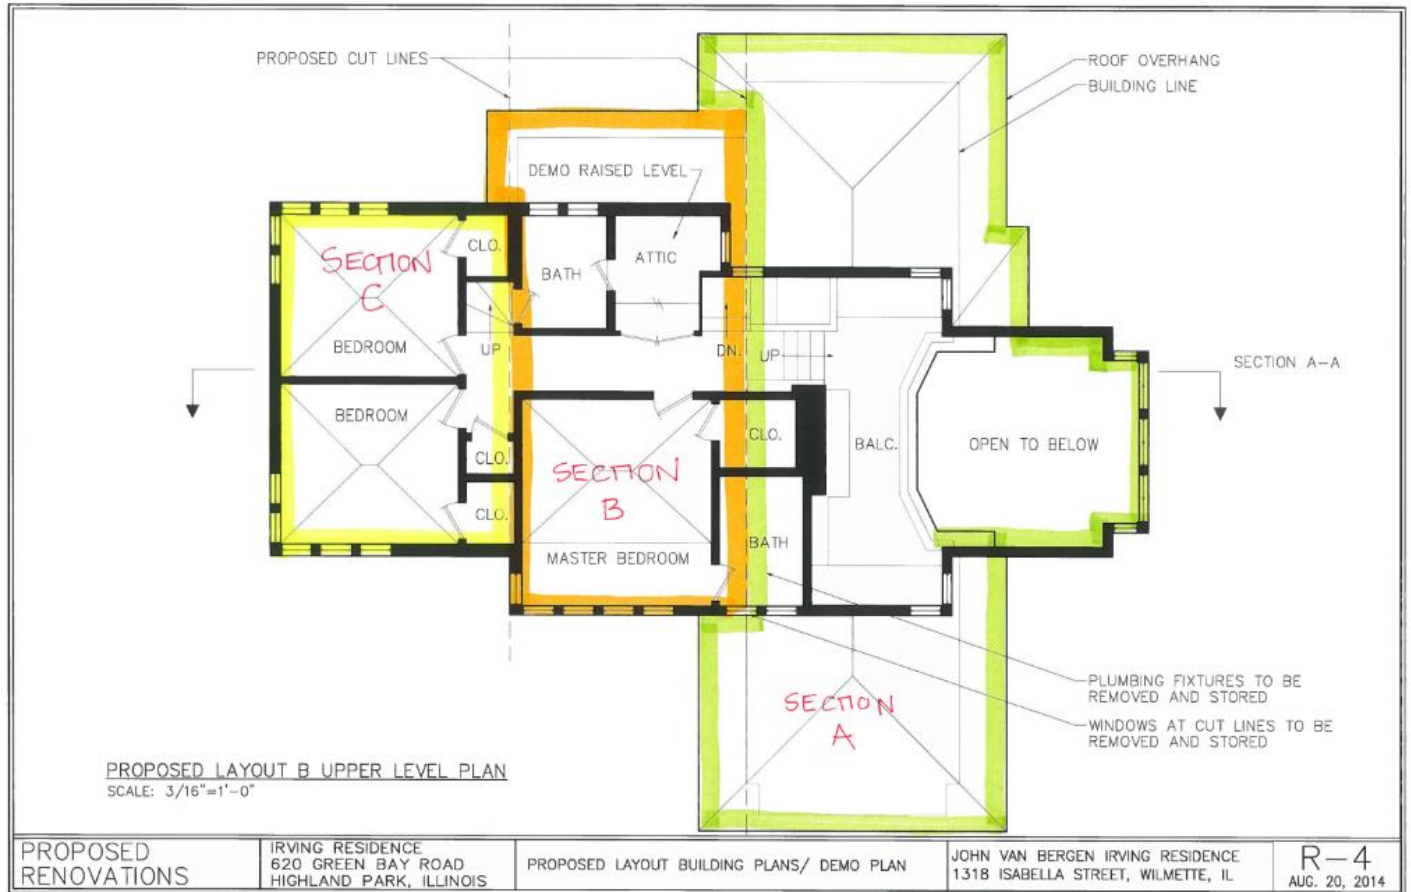 PROPOSED CUT LINES
ROOF OVERHANG
BUILDING LINE
DEMO RAISED LEVEL
CLO.
SECTION
C
BATH
ATTIC
BEDROOM
UP
DN.
UP
SECTION A-A
BEDROOM
CLO.
BALC.
OPEN TO BELOW
CLO.
SECTION
B
CLO.
BATH
MASTER BEDROOM
PLUMBING FIXTURES TO BE
REMOVED AND STORED
SECTION
A
WINDOWS AT CUT LINES TO BE
REMOVED AND STORED
PROPOSED LAYOUT B UPPER LEVEL PLAN
SCALE: 3/16"=1'-0"
PROPOSED
RENOVATIONS
IRVING RESIDENCE
620 GREEN BAY ROAD
HIGHLAND PARK, ILLINOIS
PROPOSED LAYOUT BUILDING PLANS/ DEMO PLAN
JOHN VAN BERGEN IRVING RESIDENCE
1318 ISABELLA STREET, WILMETTE, IL
R-4
AUG. 20, 2014